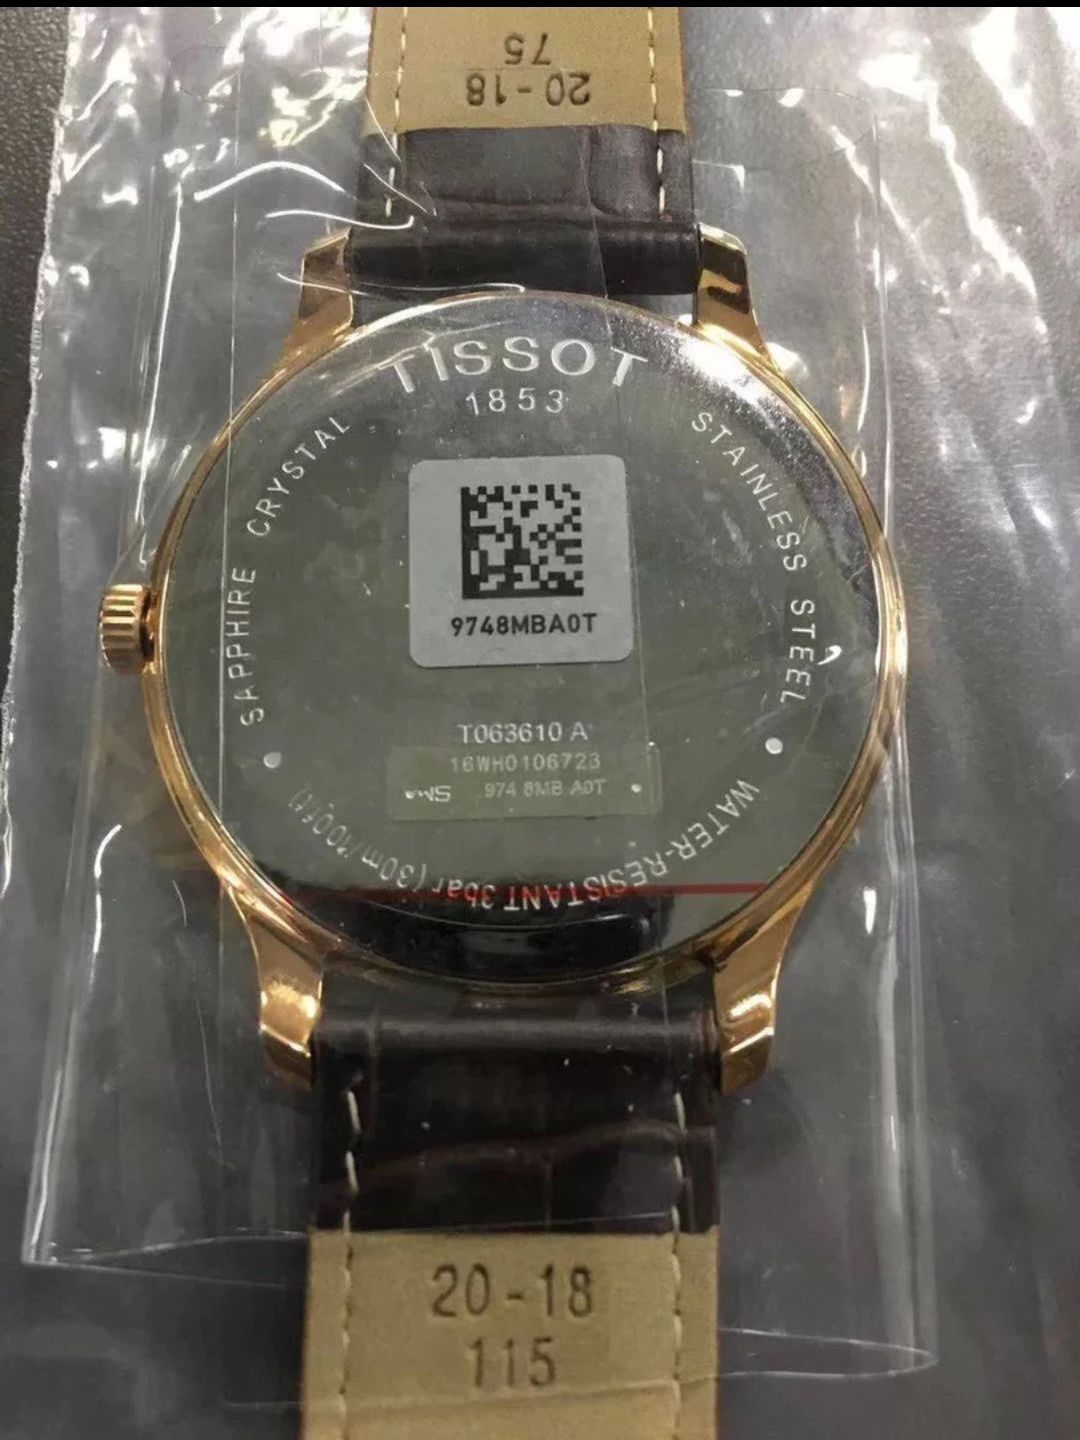 20-18
75
TISSOT
1853
SAPPHIRE CRYSTAL
STAINLESS STEEL
9748MBA0T
T063610 A
16WH0106723
974 8MB A0T
WATER-RESISTANT 3bar (30m/100ft)
20-18
115